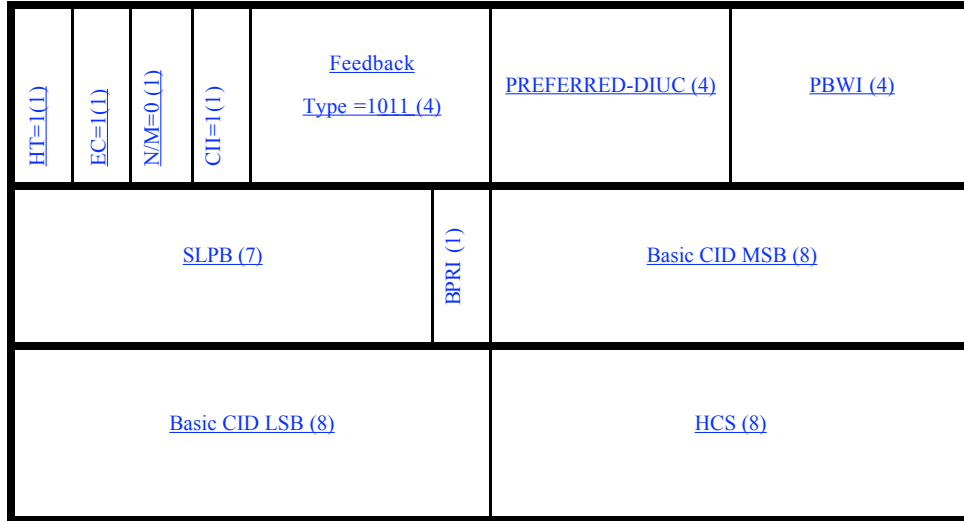 HT=1(1)
EC=1(1)
N/M=0 (1)
CII=1(1)
Feedback
Type =1011 (4)
PREFERRED-DIUC (4)
PBWI (4)
SLPB (7)
BPRI (1)
Basic CID MSB (8)
Basic CID LSB (8)
HCS (8)